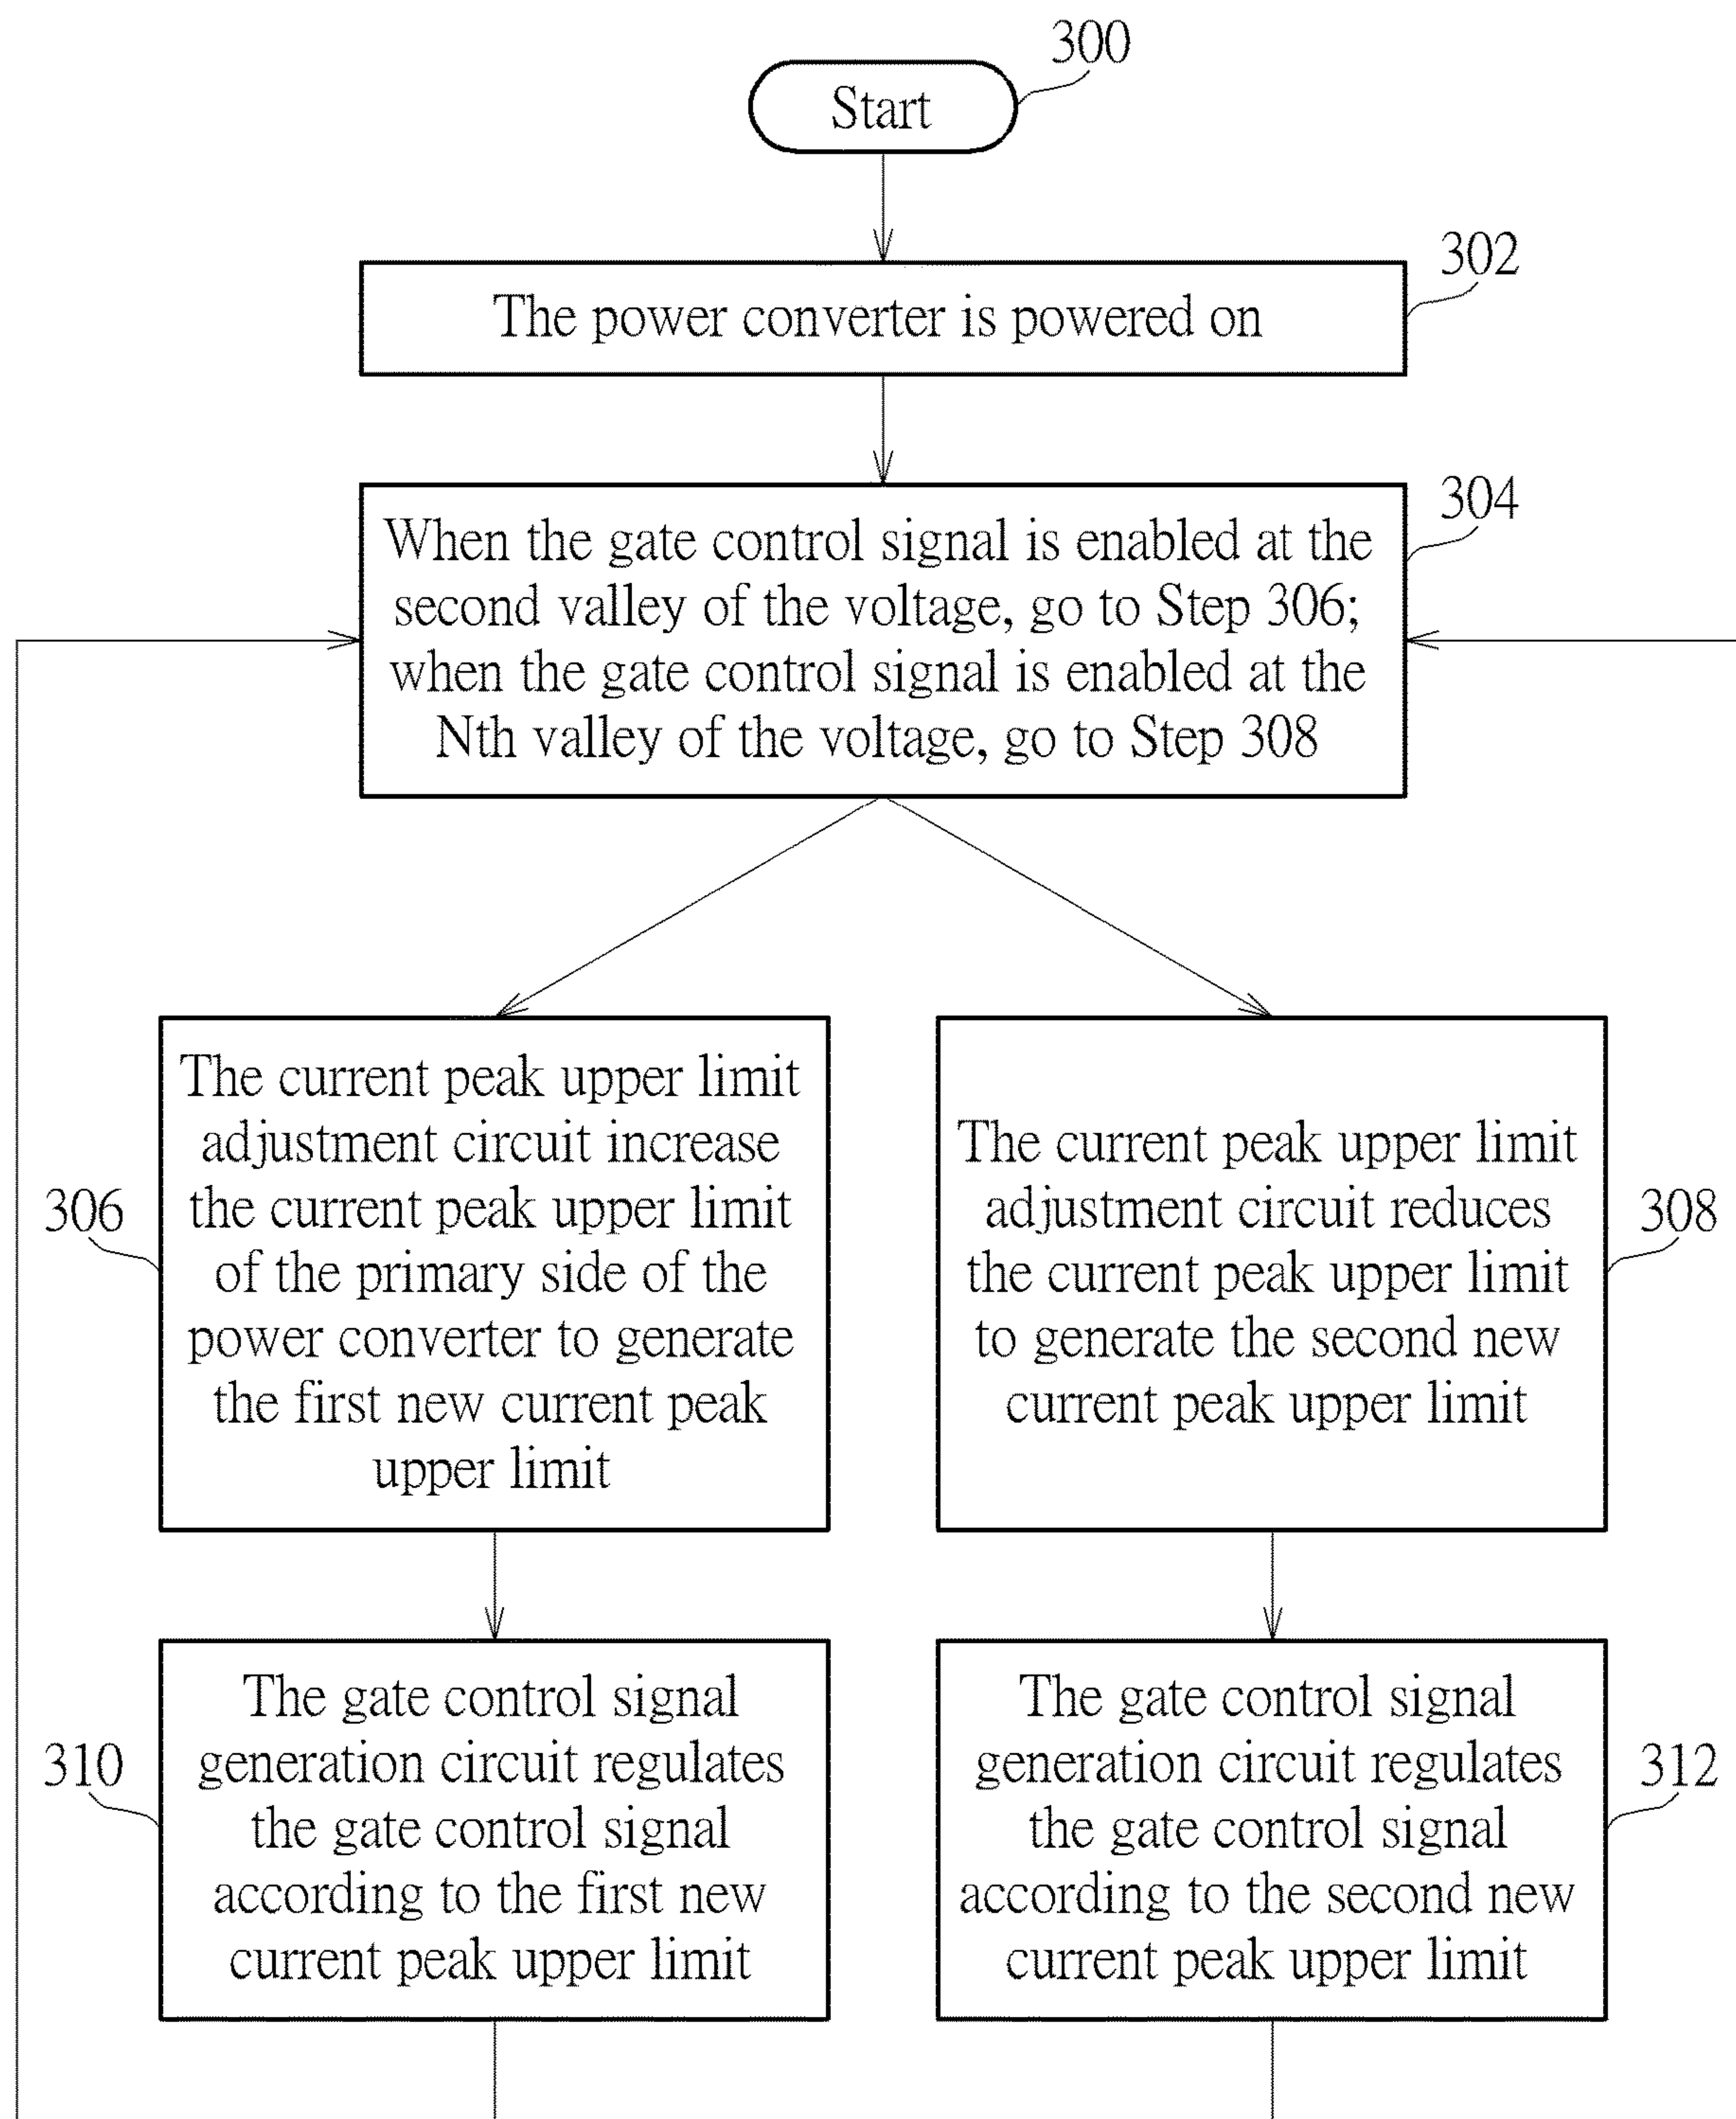 300
Start
302
The power converter is powered on
304
When the gate control signal is enabled at the
second valley of the voltage, go to Step 306;
when the gate control signal is enabled at the
Nth valley of the voltage, go to Step 308
306
The current peak upper limit
adjustment circuit increase
the current peak upper limit
of the primary side of the
power converter to generate
the first new current peak
upper limit
The current peak upper limit
adjustment circuit reduces
the current peak upper limit
to generate the second new
current peak upper limit
308
310
The gate control signal
generation circuit regulates
the gate control signal
according to the first new
current peak upper limit
The gate control signal
generation circuit regulates
the gate control signal
according to the second new
current peak upper limit
312